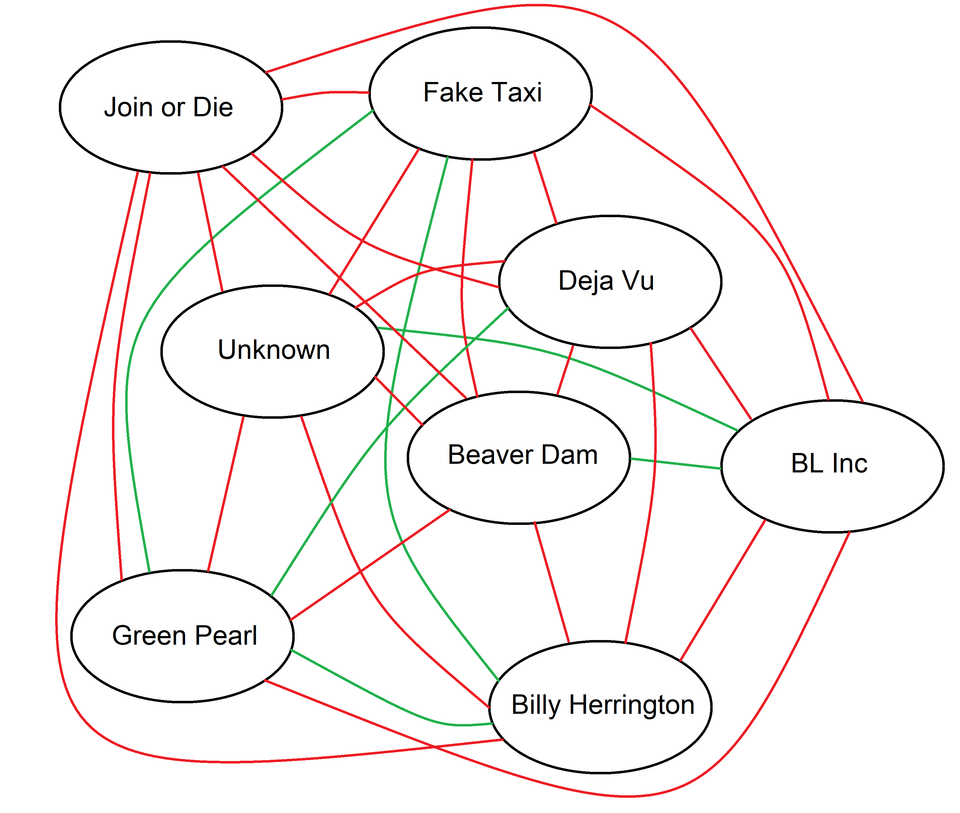 Join or Die
Fake Taxi
Deja Vu
Unknown
Beaver Dam
BL Inc
Green Pearl
Billy Herrington